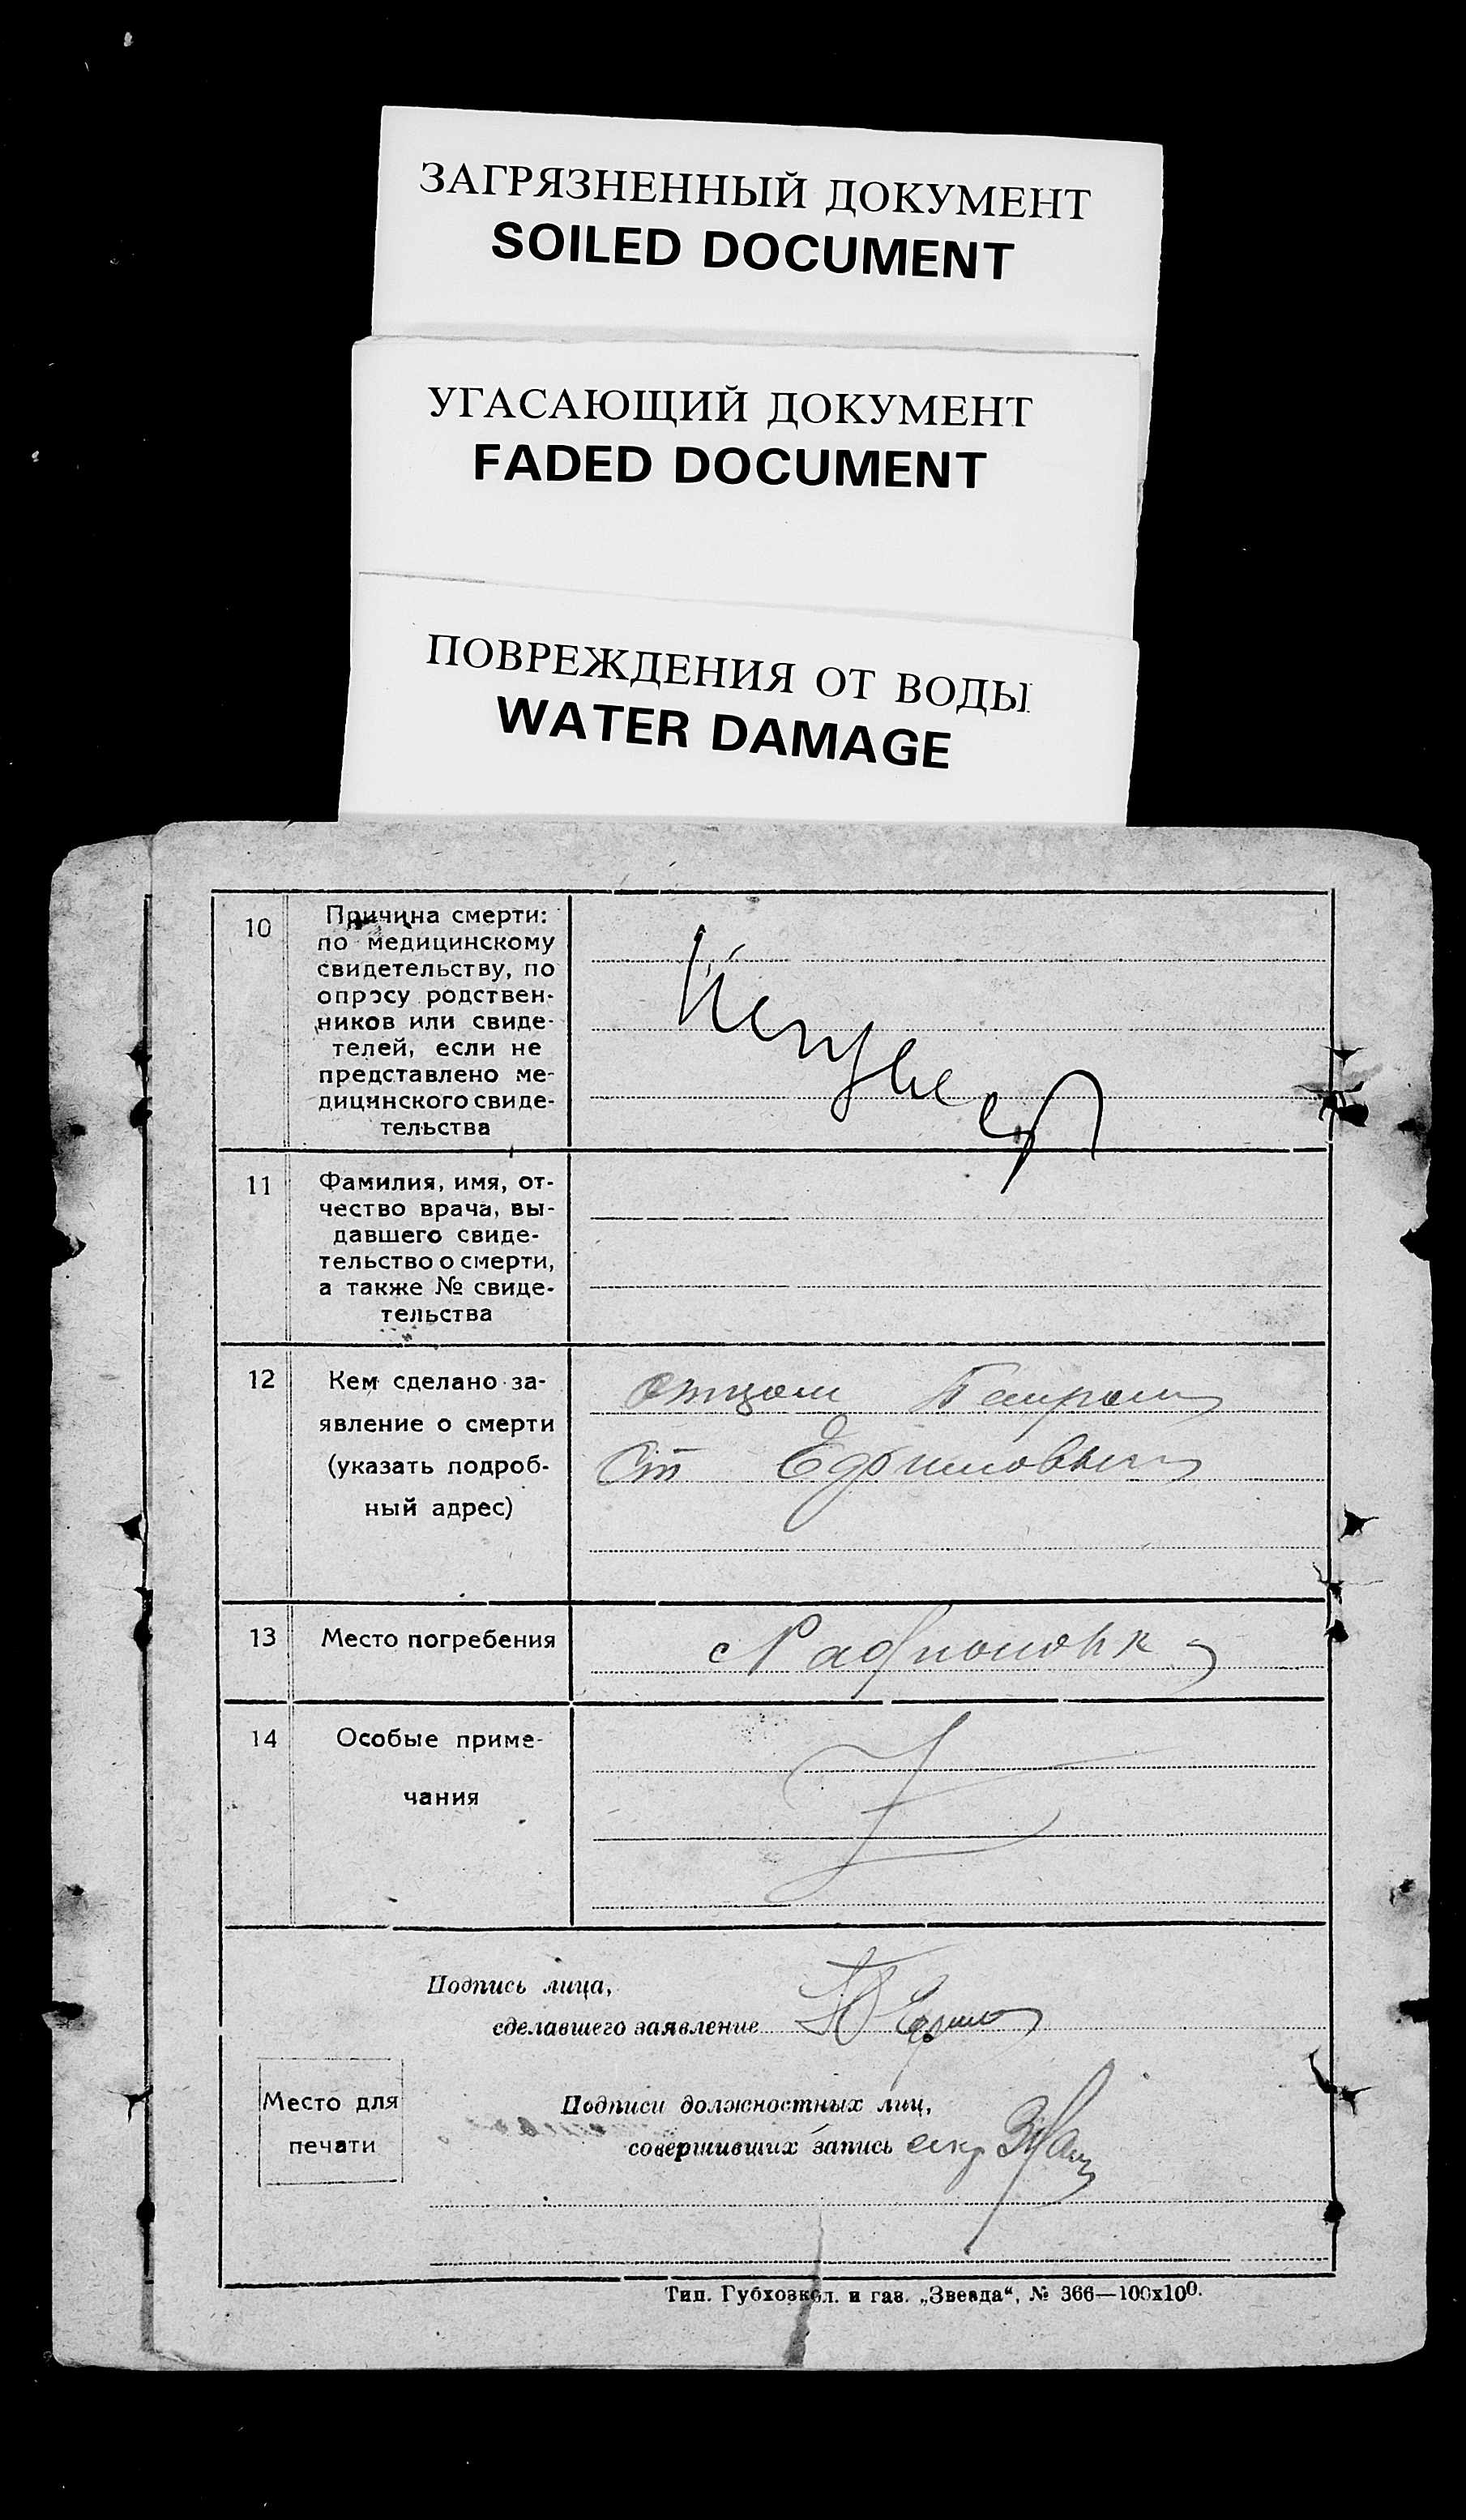 ЗАГРЯЗНЕННЫЙ ДОКУМЕНТ
SOILED DOCUMENT
УГАСАЮЩИЙ ДОКУМЕНТ
FADED DOCUMENT
ПОВРЕЖДЕНИЯ ОТ ВОДЫ
WATER DAMAGE
10
Причина смерти:
по медицинскому
свидетельству, по
опросу родствен-
ников или свиде-
телей, если не
представлено ме-
дицинского свиде-
тельства
11
Фамилия, имя, от-
чество врача, вы-
давшего свиде-
тельство о смерти,
а также № свиде-
тельства
12
Кем сделано за-
явление о смерти
(указать подроб-
ный адрес)
отцом
Ст
13
Место погребения
с
14
Особые приме-
чания
Подпись лица,
сделавшего заявление
Место для
печати
Подписи должностных лиц,
совершивших запись
Тип. Губхозкол. и газ. „Звезда“, № 366—100х100.